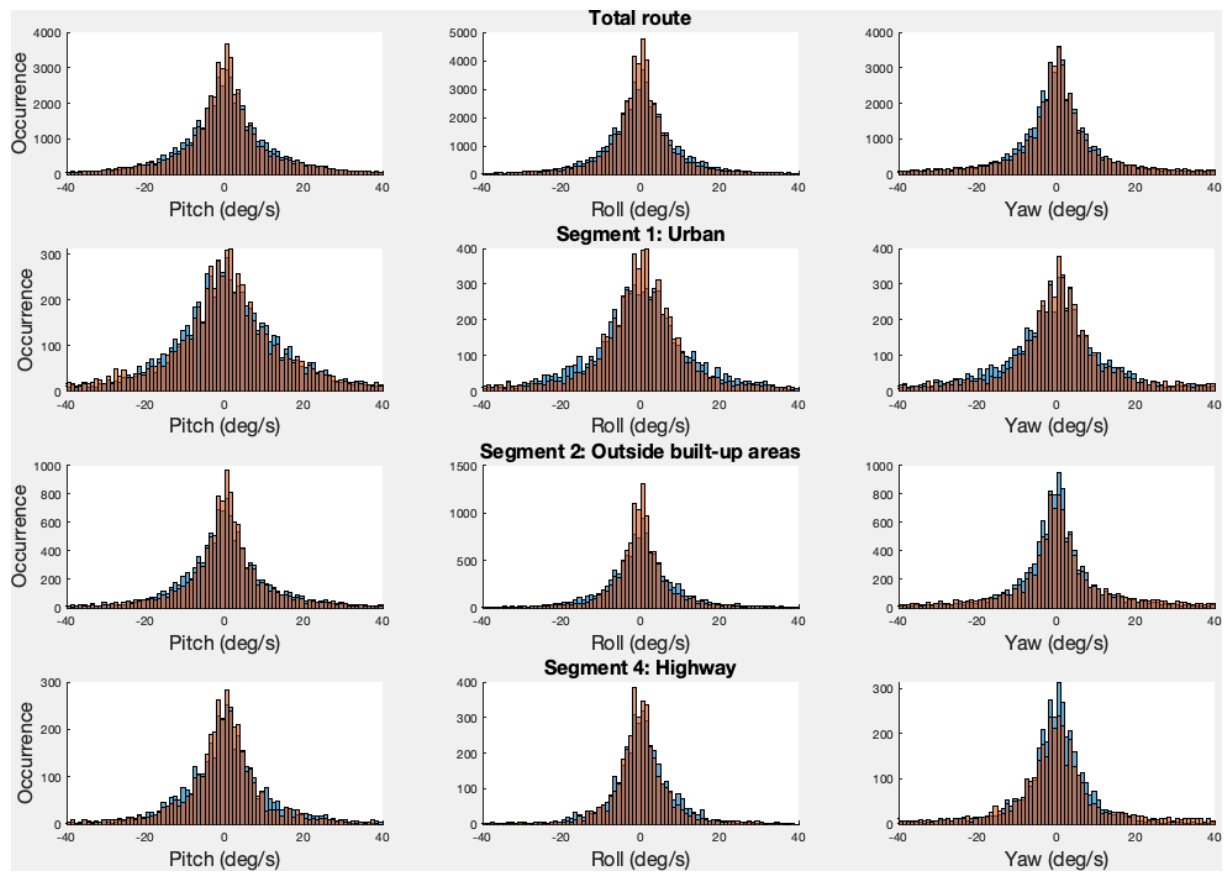 Total route
4000
3000
2000
1000
0
Occurrence
-40 -20 0 20 40
Pitch (deg/s)
5000
4000
3000
2000
1000
0
-40 -20 0 20 40
Roll (deg/s)
4000
3000
2000
1000
0
-40 -20 0 20 40
Yaw (deg/s)
Segment 1: Urban
300
200
100
0
Occurrence
-40 -20 0 20 40
Pitch (deg/s)
400
300
200
100
0
-40 -20 0 20 40
Roll (deg/s)
400
300
200
100
0
-40 -20 0 20 40
Yaw (deg/s)
Segment 2: Outside built-up areas
1000
800
600
400
200
0
Occurrence
-40 -20 0 20 40
Pitch (deg/s)
1500
1000
500
0
-40 -20 0 20 40
Roll (deg/s)
1000
800
600
400
200
0
-40 -20 0 20 40
Yaw (deg/s)
Segment 4: Highway
300
200
100
0
Occurrence
-40 -20 0 20 40
Pitch (deg/s)
400
300
200
100
0
-40 -20 0 20 40
Roll (deg/s)
300
200
100
0
-40 -20 0 20 40
Yaw (deg/s)